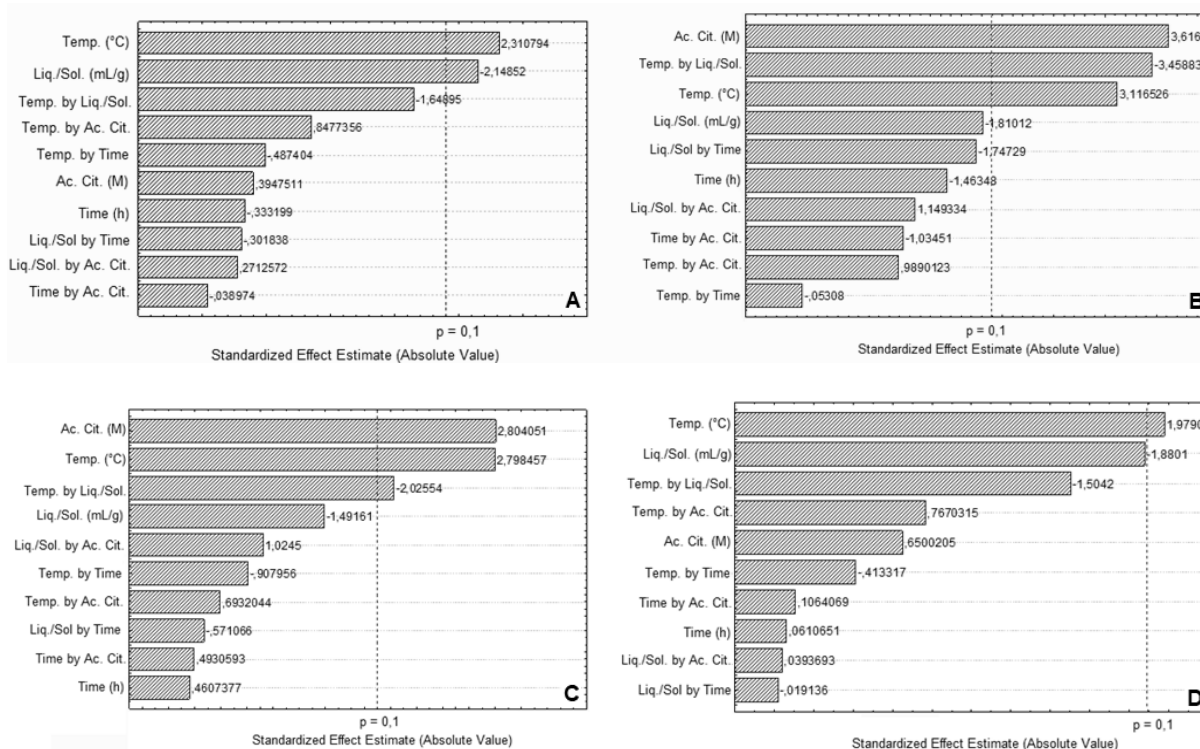 Temp. (°C)
2,310794
Liq./Sol. (mL/g)
-2,14852
Temp. by Liq./Sol.
-1,64895
Temp. by Ac. Cit.
,8477356
Temp. by Time
-,487404
Ac. Cit. (M)
,3947511
Time (h)
-,333199
Liq./Sol by Time
-,301838
Liq./Sol. by Ac. Cit.
,2712572
Time by Ac. Cit.
-,038974
A
p = 0,1
Standardized Effect Estimate (Absolute Value)
Ac. Cit. (M)
3,616
Temp. by Liq./Sol.
-3,45883
Temp. (°C)
3,116526
Liq./Sol. (mL/g)
-1,81012
Liq./Sol by Time
-1,74729
Time (h)
-1,46348
Liq./Sol. by Ac. Cit.
1,149334
Time by Ac. Cit.
-1,03451
Temp. by Ac. Cit.
,9890123
Temp. by Time
-,05308
B
p = 0,1
Standardized Effect Estimate (Absolute Value)
Ac. Cit. (M)
2,804051
Temp. (°C)
2,798457
Temp. by Liq./Sol.
-2,02554
Liq./Sol. (mL/g)
-1,49161
Liq./Sol. by Ac. Cit.
1,0245
Temp. by Time
-,907956
Temp. by Ac. Cit.
,6932044
Liq./Sol by Time
-,571066
Time by Ac. Cit.
,4930593
Time (h)
,4607377
C
p = 0,1
Standardized Effect Estimate (Absolute Value)
Temp. (°C)
1,9790
Liq./Sol. (mL/g)
-1,8801
Temp. by Liq./Sol.
-1,5042
Temp. by Ac. Cit.
,7670315
Ac. Cit. (M)
,6500205
Temp. by Time
-,413317
Time by Ac. Cit.
,1064069
Time (h)
,0610651
Liq./Sol. by Ac. Cit.
,0393693
Liq./Sol by Time
-,019136
D
p = 0,1
Standardized Effect Estimate (Absolute Value)